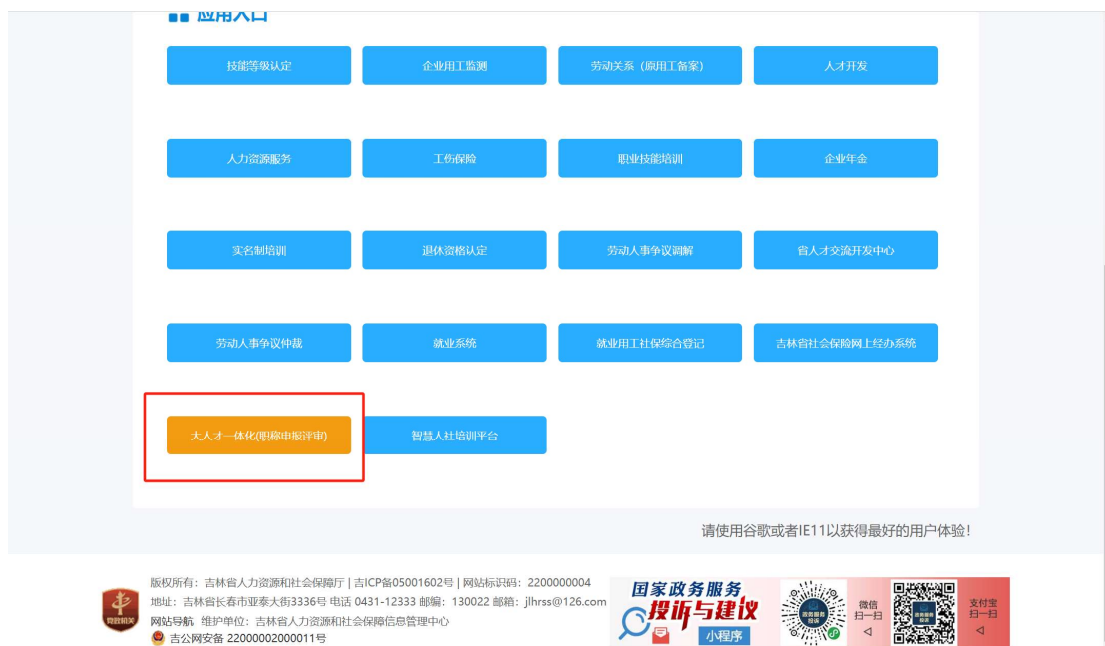 应用入口
技能等级认定 企业用工监测 劳动关系（原用工备案） 人才开发
人力资源服务 工伤保险 职业技能培训 企业年金
实名制培训 退休资格认定 劳动人事争议调解 省人才交流开发中心
劳动人事争议仲裁 就业系统 就业用工社保综合登记 吉林省社会保险网上经办系统
大人才一体化(职称申报评审) 智慧人社培训平台
请使用谷歌或者IE11以获得最好的用户体验！
版权所有：吉林省人力资源和社会保障厅 | 吉ICP备05001602号 | 网站标识码：2200000004
地址：吉林省长春市亚泰大街3336号 电话 0431-12333 邮编：130022 邮箱：jlhrss@126.com
网站导航 维护单位：吉林省人力资源和社会保障信息管理中心
吉公网安备 22000002000011号
党政机关
国家政务服务
投诉与建议
小程序
政务服务
投诉
微信
扫一扫
政务服务
投诉
支付宝
扫一扫